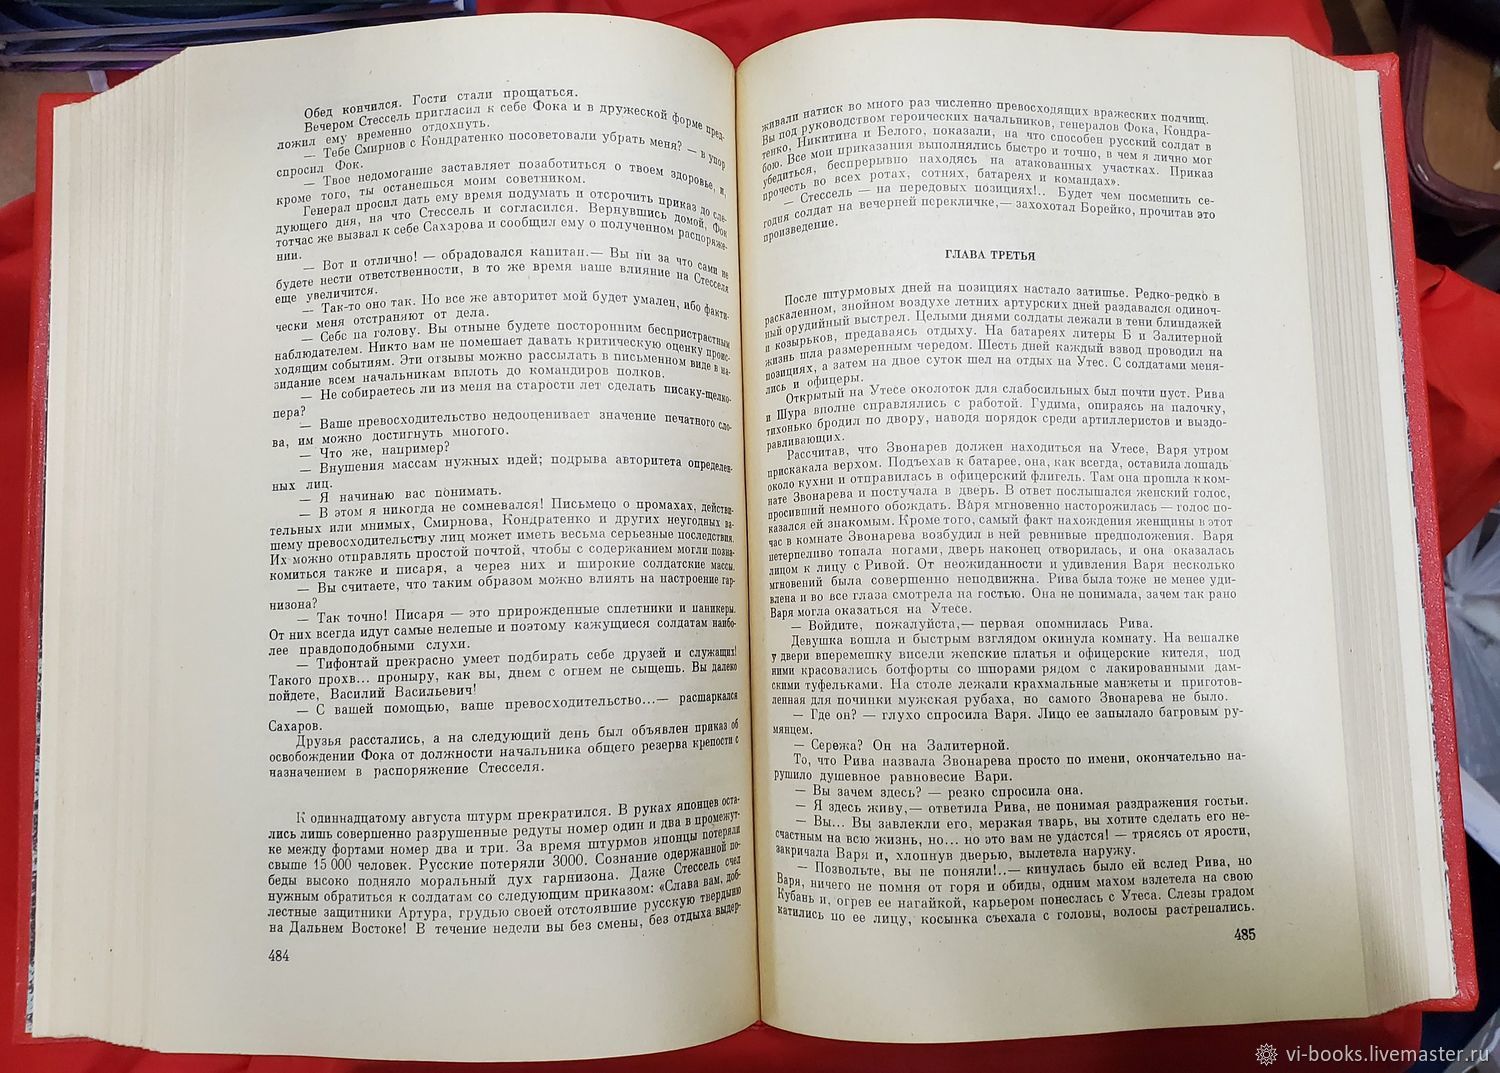 Обед кончился. Гости стали прощаться.
Вечером Стессель пригласил к себе Фока и в дружеской форме пред-
ложил ему временно отдохнуть.
— Тебе Смирнов с Кондратенко посоветовали убрать меня? — в упор
спросил Фок.
— Твое недомогание заставляет позаботиться о твоем здоровье, и,
кроме того, ты останешься моим советником.
Генерал просил дать ему время подумать и отсрочить приказ до сле-
дующего дня, на что Стессель и согласился. Вернувшись домой, Фок
тотчас же вызвал к себе Сахарова и сообщил ему о полученном распоряже-
нии.
— Вот и отлично! — обрадовался капитан.— Вы ни за что сами не
будете нести ответственности, в то же время ваше влияние на Стесселя
еще увеличится.
— Так-то оно так. Но все же авторитет мой будет умален, ибо факти-
чески меня отстраняют от дела.
— Себе на голову. Вы отныне будете посторонним беспристрастным
наблюдателем. Никто вам не помешает давать критическую оценку проис-
ходящим событиям. Эти отзывы можно рассылать в письменном виде в на-
зидание всем начальникам вплоть до командиров полков.
— Не собираетесь ли из меня на старости лет сделать писаку-щелко-
пера?
— Ваше превосходительство недооценивает значение печатного сло-
ва, им можно достигнуть многого.
— Что же, например?
— Внушения массам нужных идей; подрыва авторитета определен-
ных лиц.
— Я начинаю вас понимать.
— В этом я никогда не сомневался! Письмецо о промахах, действи-
тельных или мнимых, Смирнова, Кондратенко и других неугодных ва-
шему превосходительству лиц может иметь весьма серьезные последствия.
Их можно отправлять простой почтой, чтобы с содержанием могли позна-
комиться также и писаря, а через них и широкие солдатские массы.
— Вы считаете, что таким образом можно влиять на настроение гар-
низона?
— Так точно! Писаря — это прирожденные сплетники и паникеры.
От них всегда идут самые нелепые и поэтому кажущиеся солдатам наибо-
лее правдоподобными слухи.
— Тифонтай прекрасно умеет подбирать себе друзей и служащих!
Такого прохв... проныру, как вы, днем с огнем не сыщешь. Вы далеко
пойдете, Василий Васильевич!
— С вашей помощью, ваше превосходительство...— расшаркался
Сахаров.
Друзья расстались, а на следующий день был объявлен приказ об
освобождении Фока от должности начальника общего резерва крепости с
назначением в распоряжение Стесселя.
К одиннадцатому августа штурм прекратился. В руках японцев оста-
лись лишь совершенно разрушенные редуты номер один и два в промежут-
ке между фортами номер два и три. За время штурмов японцы потеряли
свыше 15 000 человек. Русские потеряли 3000. Сознание одержанной по-
беды высоко подняло моральный дух гарнизона. Даже Стессель счел
нужным обратиться к солдатам со следующим приказом: «Слава вам, доб-
лестные защитники Артура, грудью своей отстоявшие русскую твердыню
на Дальнем Востоке! В течение недели вы без смены, без отдыха выдер-
484
живали натиск во много раз численно превосходящих вражеских полчищ.
Вы под руководством героических начальников, генералов Фока, Кондра-
тенко, Никитина и Белого, показали, на что способен русский солдат в
бою. Все мои приказания выполнялись быстро и точно, в чем я лично мог
убедиться, беспрерывно находясь на атакованных участках. Приказ
прочесть во всех ротах, сотнях, батареях и командах».
— Стессель — на передовых позициях!.. Будет чем посмешить се-
годня солдат на вечерней перекличке,— захохотал Борейко, прочитав это
произведение.
ГЛАВА ТРЕТЬЯ
После штурмовых дней на позициях настало затишье. Редко-редко в
раскаленном, знойном воздухе летних артурских дней раздавался одиноч-
ный орудийный выстрел. Целыми днями солдаты лежали в тени блиндажей
и козырьков, предаваясь отдыху. На батареях литеры Б и Залитерной
жизнь шла размеренным чередом. Шесть дней каждый взвод проводил на
позициях, а затем на двое суток шел на отдых на Утес. С солдатами меня-
лись и офицеры.
Открытый на Утесе околоток для слабосильных был почти пуст. Рива
и Шура вполне справлялись с работой. Гудима, опираясь на палочку,
тихонько бродил по двору, наводя порядок среди артиллеристов и выздо-
равливающих.
Рассчитав, что Звонарев должен находиться на Утесе, Варя утром
прискакала верхом. Подъехав к батарее, она, как всегда, оставила лошадь
около кухни и отправилась в офицерский флигель. Там она прошла к ком-
нате Звонарева и постучала в дверь. В ответ послышался женский голос,
просивший немного обождать. Варя мгновенно насторожилась — голос по-
казался ей знакомым. Кроме того, самый факт нахождения женщины в этот
час в комнате Звонарева возбудил в ней ревнивые предположения. Варя
нетерпеливо топала ногами, дверь наконец отворилась, и она оказалась
лицом к лицу с Ривой. От неожиданности и удивления Варя несколько
мгновений была совершенно неподвижна. Рива была тоже не менее уди-
влена и во все глаза смотрела на гостью. Она не понимала, зачем так рано
Варя могла оказаться на Утесе.
— Войдите, пожалуйста,— первая опомнилась Рива.
Девушка вошла и быстрым взглядом окинула комнату. На вешалке
у двери вперемешку висели женские платья и офицерские кителя, под
ними красовались ботфорты со шпорами рядом с лакированными дам-
скими туфельками. На столе лежали крахмальные манжеты и приготов-
ленная для починки мужская рубаха, но самого Звонарева не было.
— Где он? — глухо спросила Варя. Лицо ее запылало багровым ру-
мянцем.
— Сережа? Он на Залитерной.
То, что Рива назвала Звонарева просто по имени, окончательно на-
рушило душевное равновесие Вари.
— Вы зачем здесь? — резко спросила она.
— Я здесь живу,— ответила Рива, не понимая раздражения гостьи.
— Вы... Вы завлекли его, мерзкая тварь, вы хотите сделать его не-
счастным на всю жизнь, но... но это вам не удастся! — трясясь от ярости,
закричала Варя и, хлопнув дверью, вылетела наружу.
— Позвольте, вы не поняли!..— кинулась было ей вслед Рива, но
Варя, ничего не помня от горя и обиды, одним махом взлетела на свою
Кубань и, огрев ее нагайкой, карьером понеслась с Утеса. Слезы градом
катились по ее лицу, косынка съехала с головы, волосы растрепались.
485
vi-books.livemaster.ru